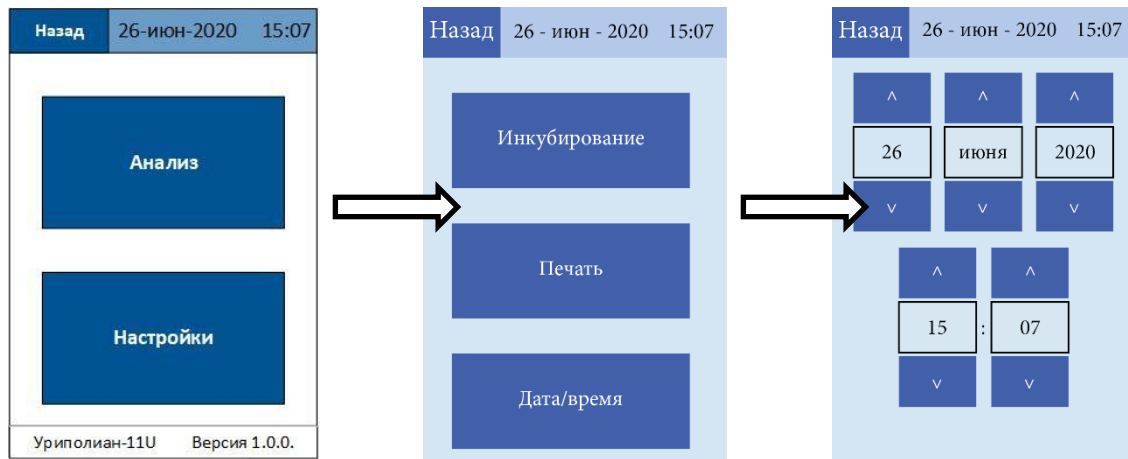 Назад 26-июн-2020 15:07
Анализ
Настройки
Уриполиан-11U Версия 1.0.0.
Назад 26 - июн - 2020 15:07
Инкубирование
Печать
Дата/время
Назад 26 - июн - 2020 15:07
˄ ˄ ˄
26 июня 2020
˅ ˅ ˅
˄ ˄
15 : 07
˅ ˅